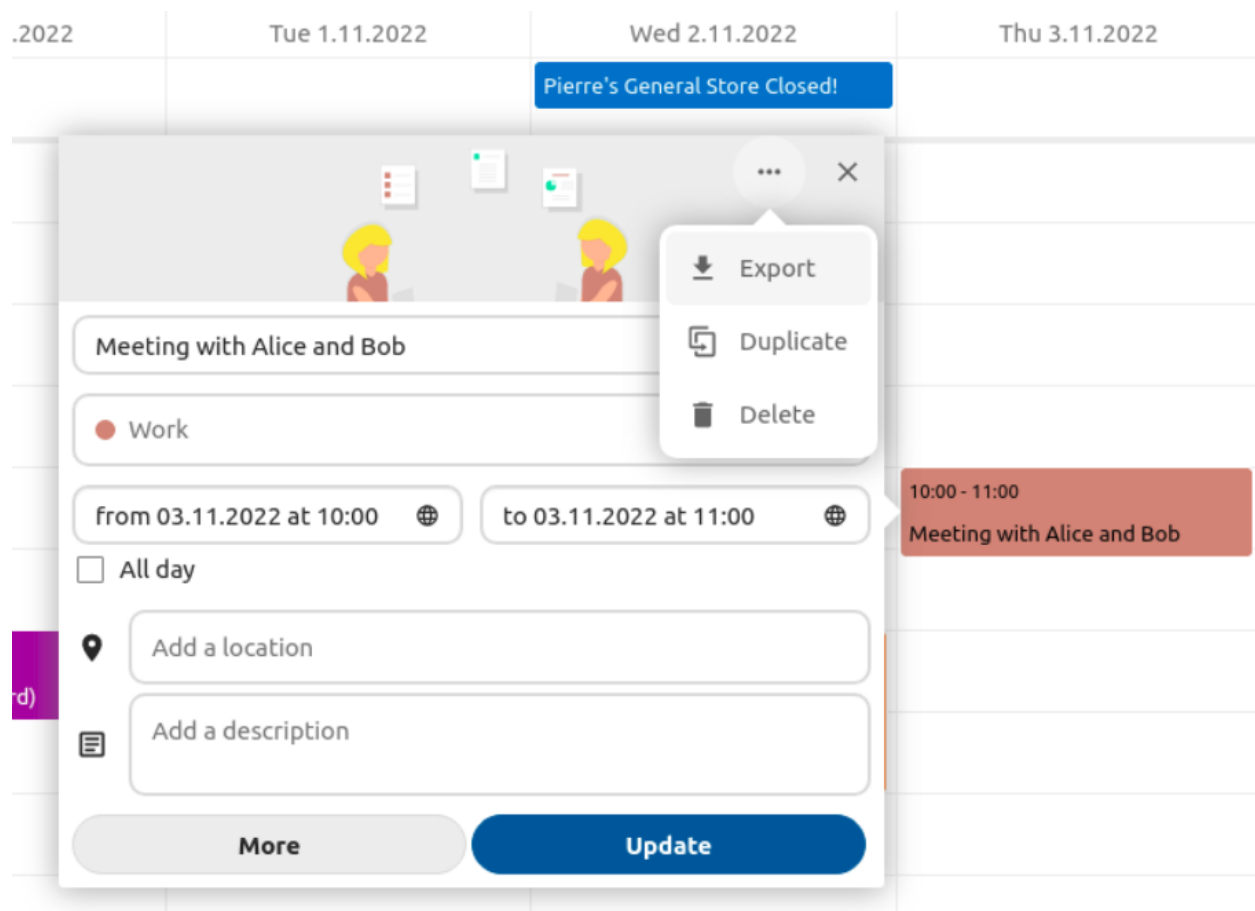 .2022
Tue 1.11.2022
Wed 2.11.2022
Thu 3.11.2022
Pierre's General Store Closed!
Export
Duplicate
Delete
Meeting with Alice and Bob
Work
from 03.11.2022 at 10:00
to 03.11.2022 at 11:00
10:00 - 11:00
Meeting with Alice and Bob
All day
Add a location
rd)
Add a description
More
Update